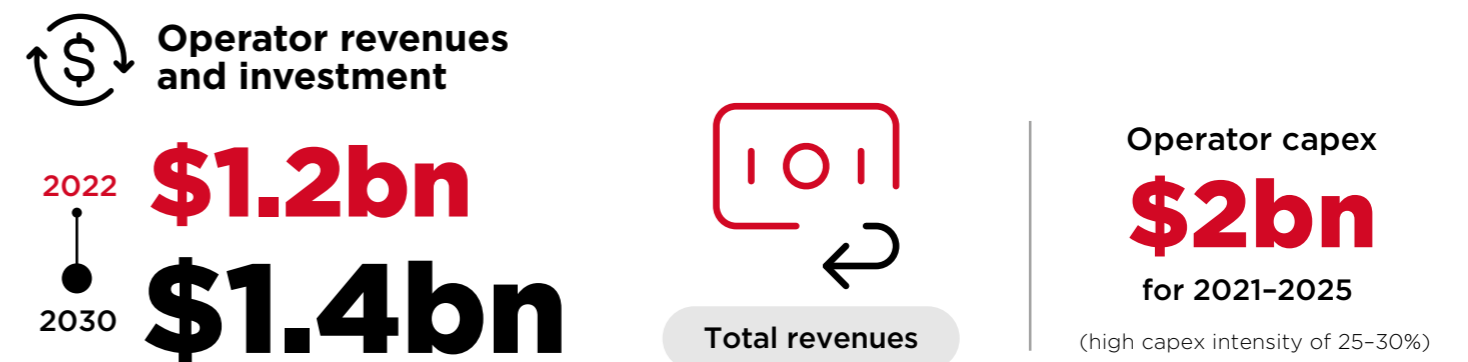 Operator revenues
and investment
2022 $1.2bn
2030 $1.4bn
Total revenues
Operator capex
$2bn
for 2021–2025
(high capex intensity of 25–30%)